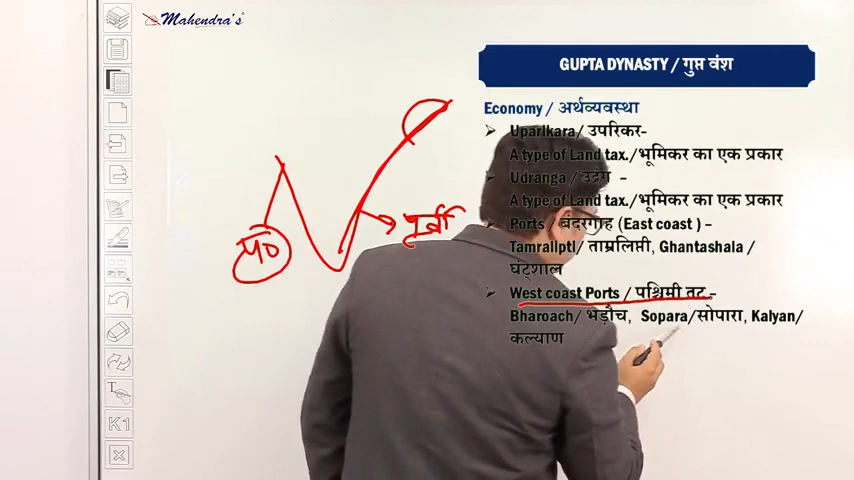 Mahendra's
GUPTA DYNASTY / गुप्त वंश
Economy / अर्थव्यवस्था
Uparikara/ उपरिकर–
A type of Land tax./भूमिकर का एक प्रकार
Udranga / उद्रंग –
A type of Land tax./भूमिकर का एक प्रकार
Ports / बंदरगाह (East coast ) –
Tamralipti/ ताम्रलिप्ती, Ghantashala /
घंट्शाल
West coast Ports / पश्चिमी तट –
Bharoach/ भड़ौच, Sopara/सोपारा, Kalyan/
कल्याण
पूर्वी
प०
K1